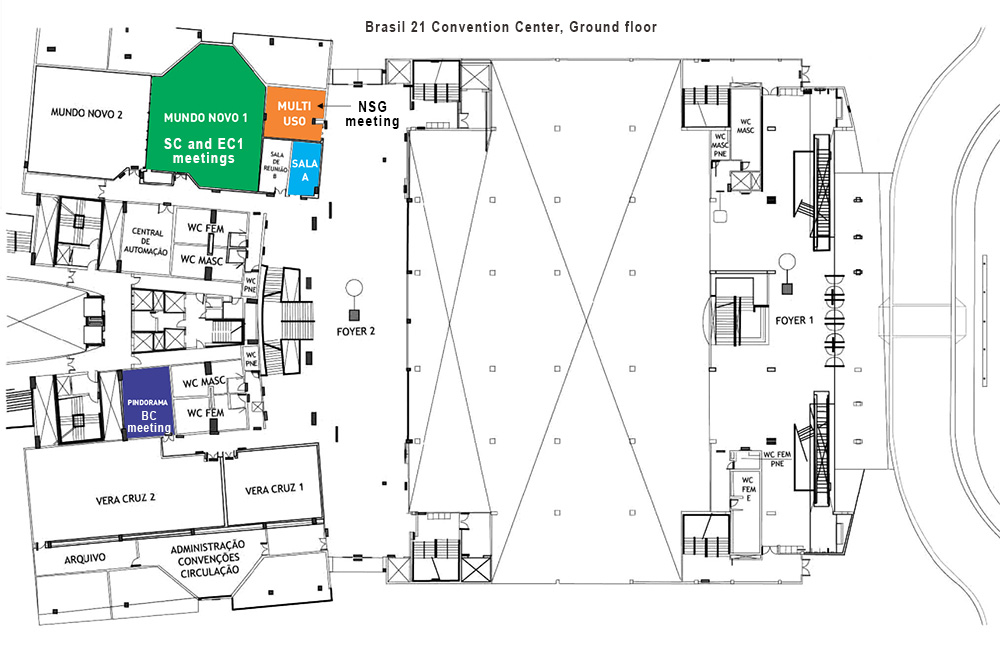 Brasil 21 Convention Center, Ground floor
MUNDO NOVO 2
MUNDO NOVO 1
SC and EC1
meetings
MULTI
USO
NSG
meeting
SALA
DE
REUNIÃO
B
SALA
A
WC
MASC
WC
MASC
PNE
CENTRAL
DE
AUTOMAÇÃO
WC FEM
WC MASC
WC
PNE
FOYER 2
FOYER 1
WC
PNE
PINDORAMA
BC
meeting
WC MASC
WC FEM
WC FEM
PNE
WC
FEM
E
VERA CRUZ 2
VERA CRUZ 1
ARQUIVO
ADMINISTRAÇÃO
CONVENÇÕES
CIRCULAÇÃO